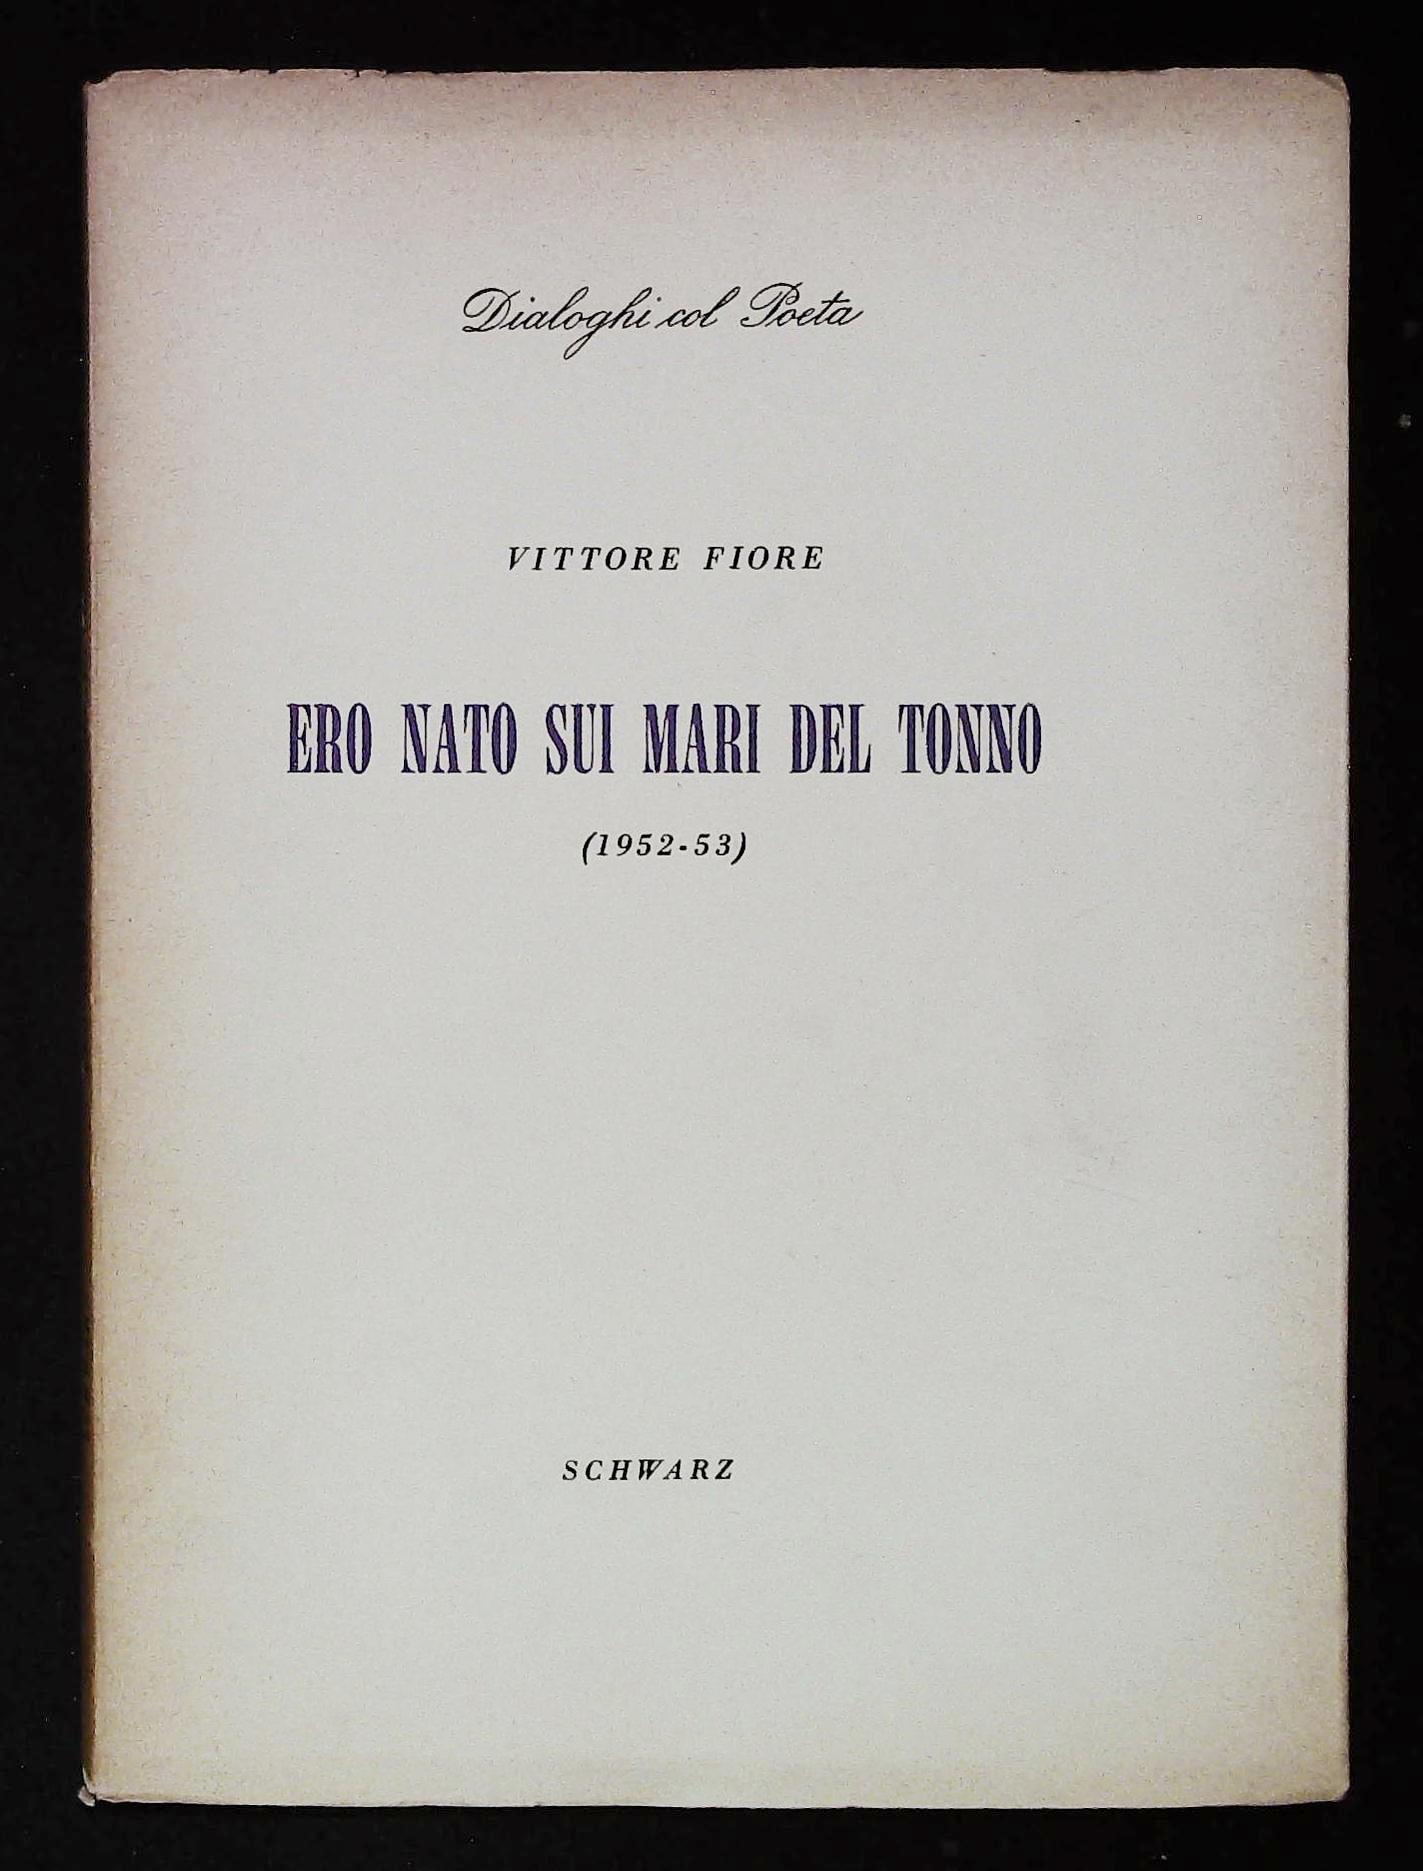 Dialoghi col Poeta
VITTORE FIORE
ERO NATO SUI MARI DEL TONNO
(1952-53)
SCHWARZ